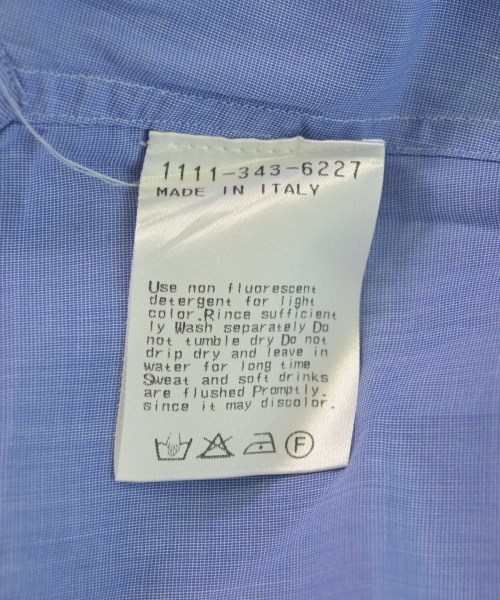 1111-343-6227
MADE IN ITALY
Use non fluorescent
detergent for light
color.Rince sufficient
ly Wash separately Do
not tumble dry Do not
drip dry and leave in
water for long time
Sweat and soft drinks
are flushed Promptly.
since it may discolor.
F